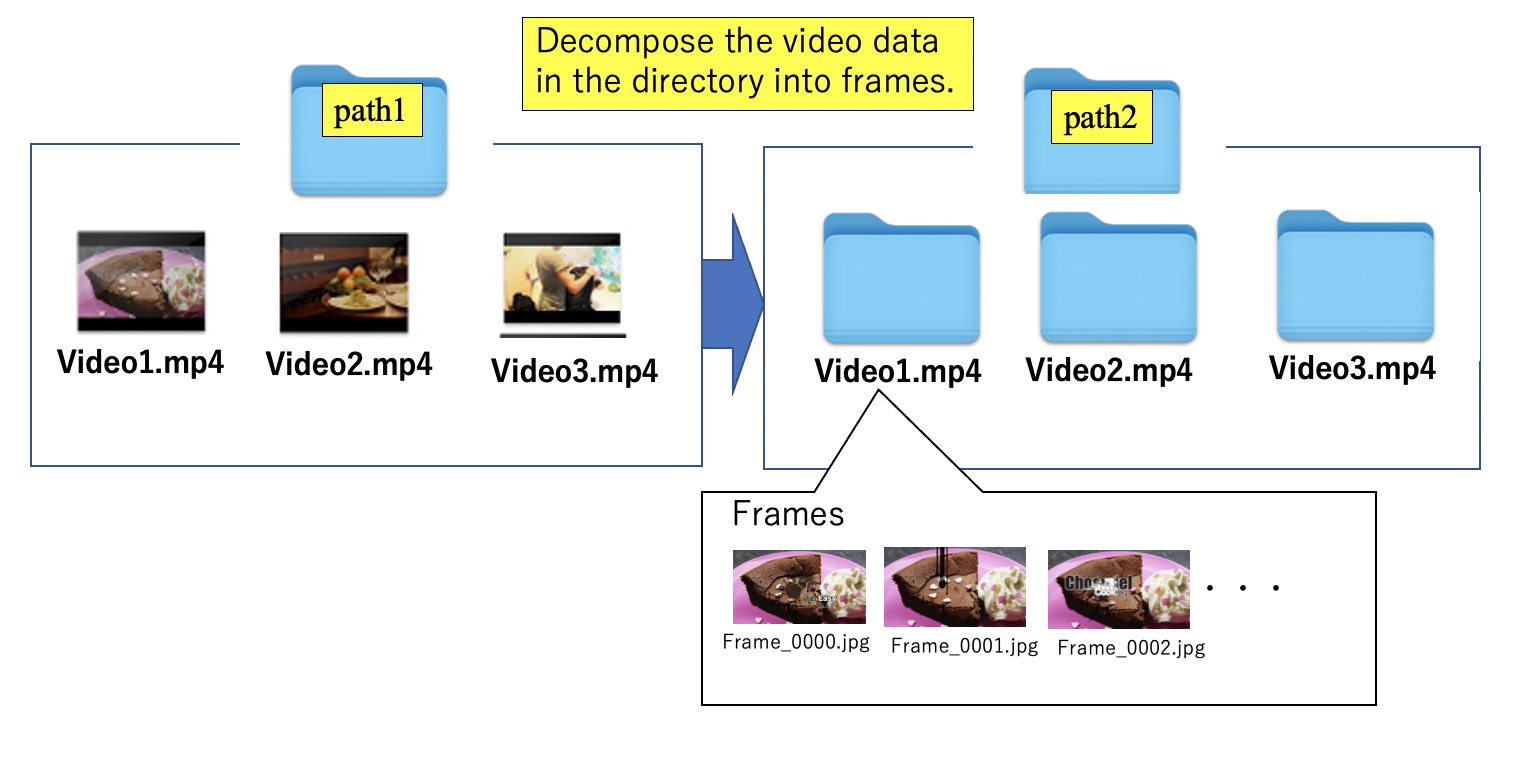 Decompose the video data
in the directory into frames.
path1
path2
Video1.mp4
Video2.mp4
Video3.mp4
Video1.mp4
Video2.mp4
Video3.mp4
Frames
Frame_0000.jpg
Frame_0001.jpg
Frame_0002.jpg
. . .